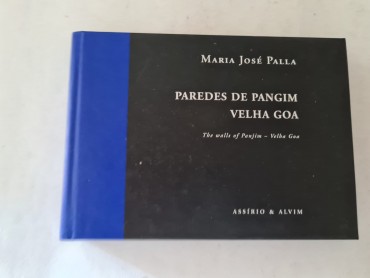 MARIA JOSÉ PALLA
PAREDES DE PANGIM
VELHA GOA
The walls of Panjim – Velha Goa
ASSÍRIO & ALVIM